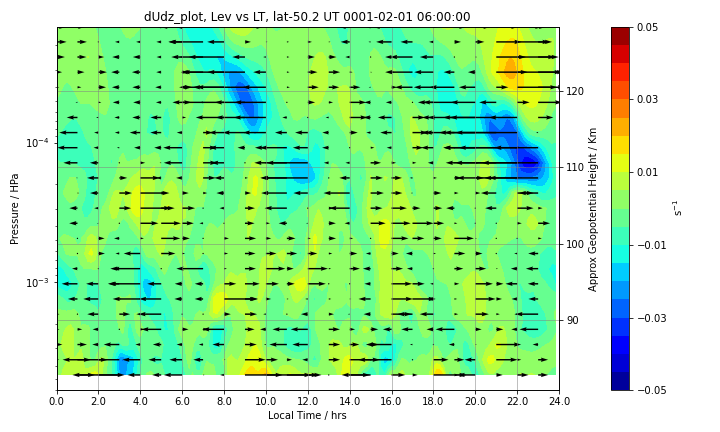 dUdz_plot, Lev vs LT, lat-50.2 UT 0001-02-01 06:00:00
Pressure / HPa
10⁻⁴
10⁻³
0.0 2.0 4.0 6.0 8.0 10.0 12.0 14.0 16.0 18.0 20.0 22.0 24.0
Local Time / hrs
120
110
100
90
Approx Geopotential Height / Km
0.05
0.03
0.01
−0.01
−0.03
−0.05
s⁻¹